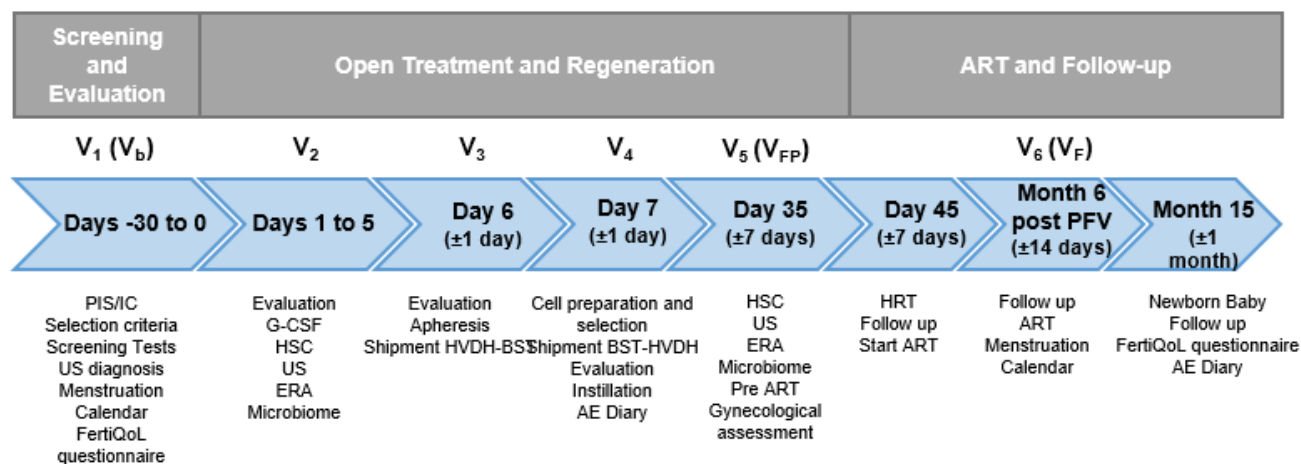 Screening
and
Evaluation
Open Treatment and Regeneration
ART and Follow-up
V1 (Vb)
V2
V3
V4
V5 (VFP)
V6 (VF)
Days -30 to 0
Days 1 to 5
Day 6
(±1 day)
Day 7
(±1 day)
Day 35
(±7 days)
Day 45
(±7 days)
Month 6
post PFV
(±14 days)
Month 15
(±1
month)
PIS/IC
Selection criteria
Screening Tests
US diagnosis
Menstruation
Calendar
FertiQoL
questionnaire
Evaluation
G-CSF
HSC
US
ERA
Microbiome
Evaluation
Apheresis
Shipment HVDH-BST
Cell preparation and
selection
Shipment BST-HVDH
Evaluation
Instillation
AE Diary
HSC
US
ERA
Microbiome
Pre ART
Gynecological
assessment
HRT
Follow up
Start ART
Follow up
ART
Menstruation
Calendar
Newborn Baby
Follow up
FertiQoL questionnaire
AE Diary